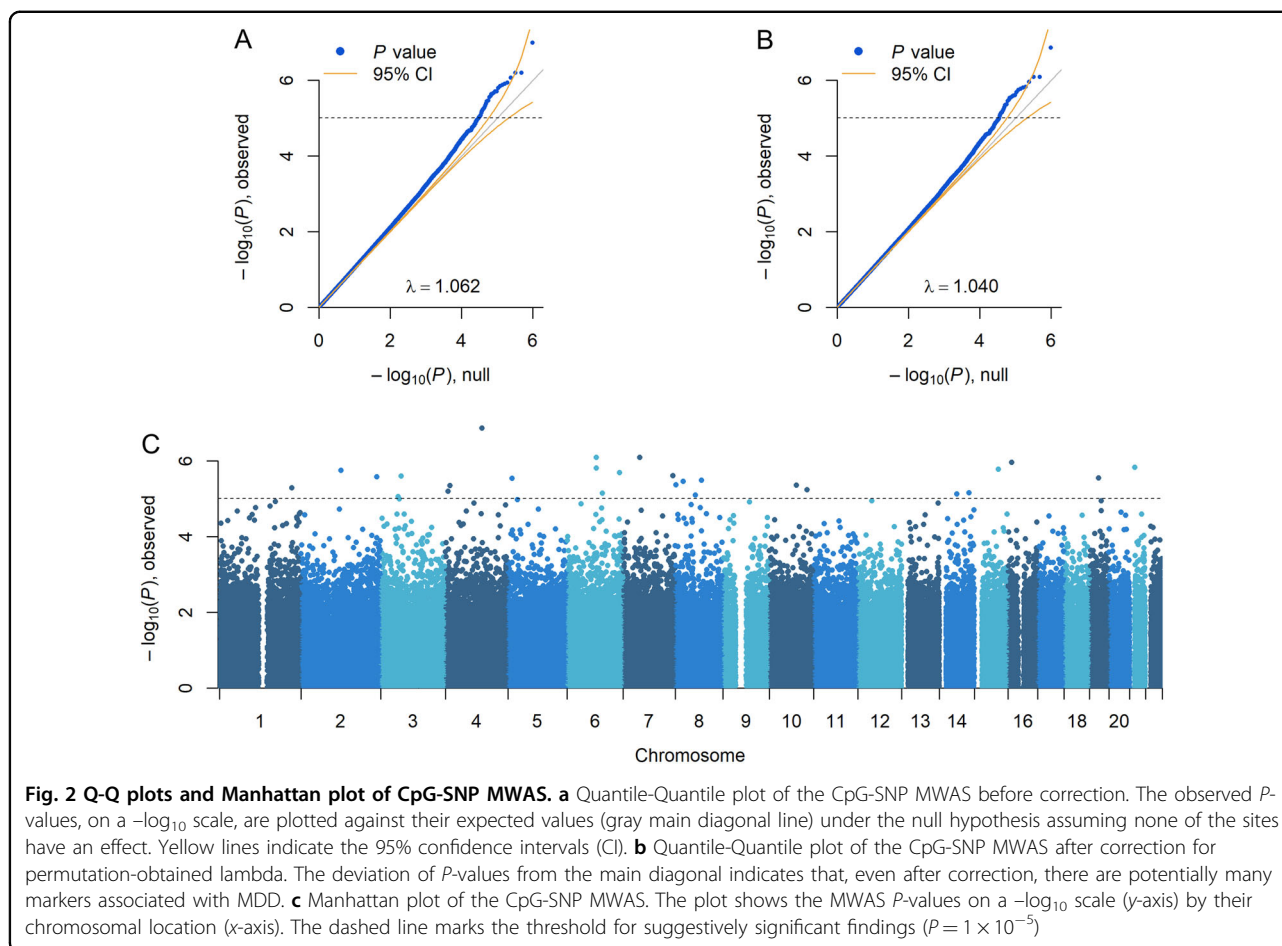 A
P value
95% CI
6
4
2
0
− log10(P), observed
λ = 1.062
0 2 4 6
− log10(P), null
B
P value
95% CI
6
4
2
0
− log10(P), observed
λ = 1.040
0 2 4 6
− log10(P), null
C
6
4
2
0
− log10(P), observed
1 2 3 4 5 6 7 8 9 10 11 12 13 14 16 18 20
Chromosome
Fig. 2 Q-Q plots and Manhattan plot of CpG-SNP MWAS. a Quantile-Quantile plot of the CpG-SNP MWAS before correction. The observed P-
values, on a –log10 scale, are plotted against their expected values (gray main diagonal line) under the null hypothesis assuming none of the sites
have an effect. Yellow lines indicate the 95% confidence intervals (CI). b Quantile-Quantile plot of the CpG-SNP MWAS after correction for
permutation-obtained lambda. The deviation of P-values from the main diagonal indicates that, even after correction, there are potentially many
markers associated with MDD. c Manhattan plot of the CpG-SNP MWAS. The plot shows the MWAS P-values on a –log10 scale (y-axis) by their
chromosomal location (x-axis). The dashed line marks the threshold for suggestively significant findings (P = 1 × 10−5)